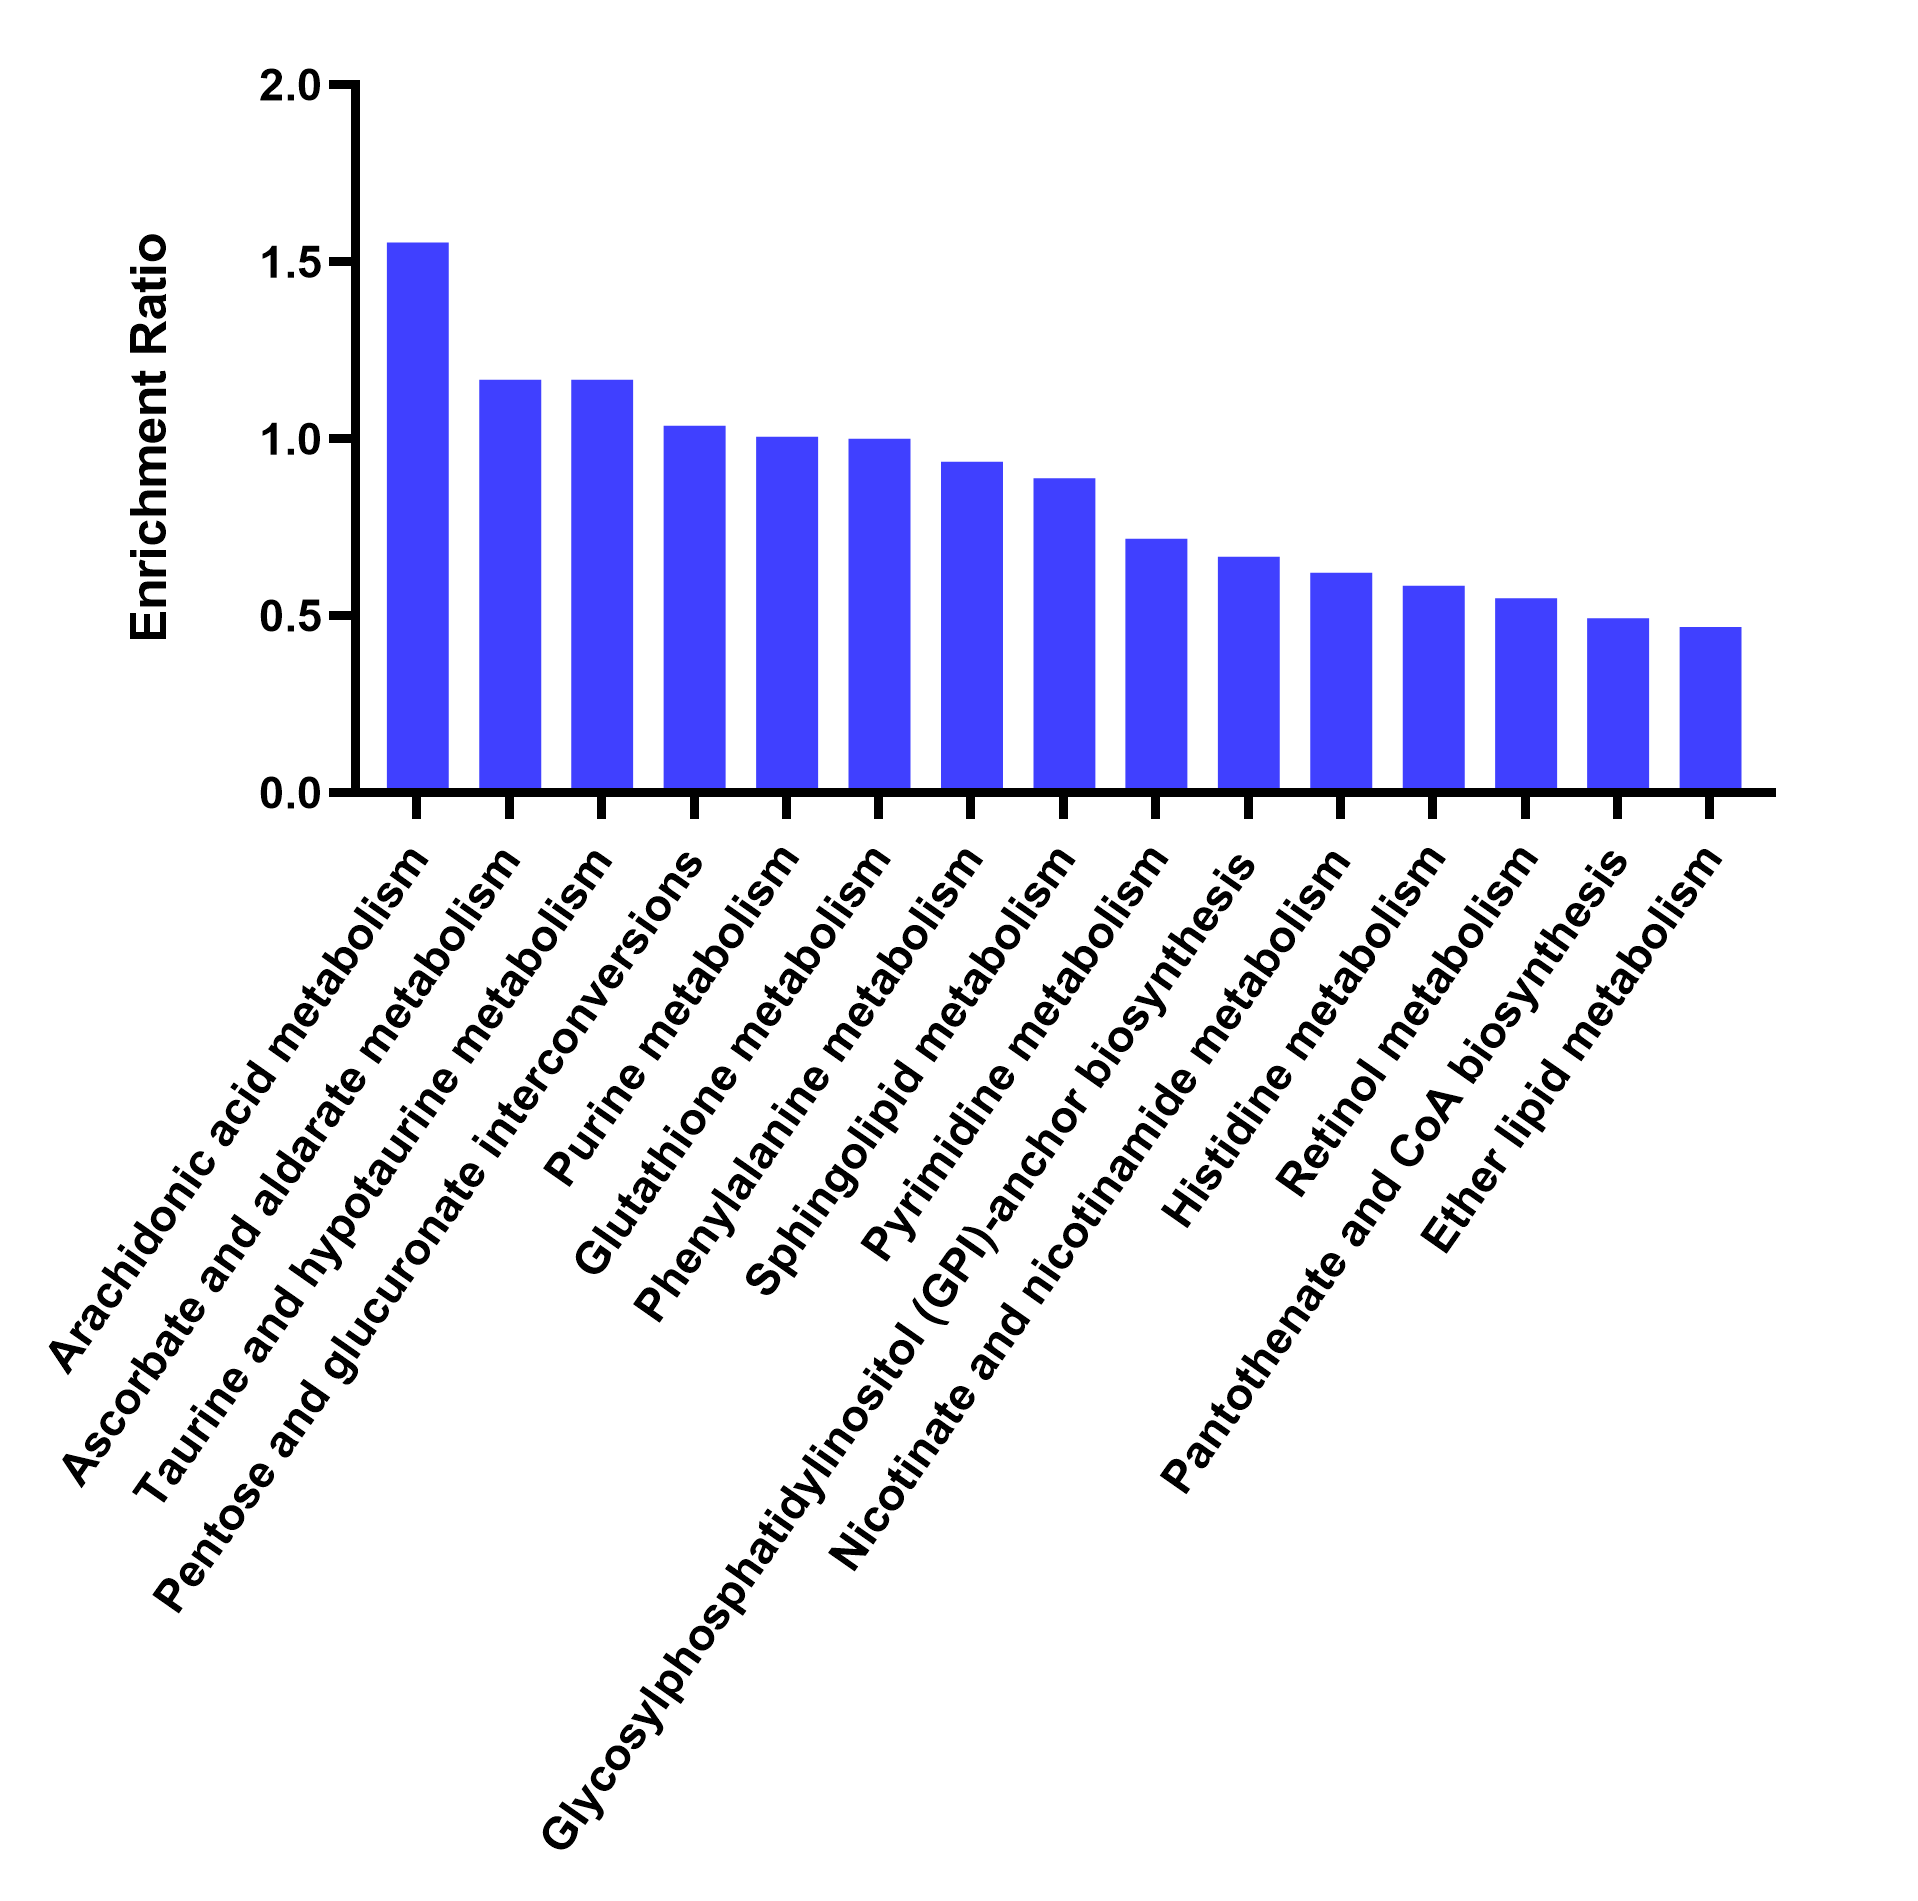 Enrichment Ratio
2.0
1.5
1.0
0.5
0.0
Arachidonic acid metabolism
Ascorbate and aldarate metabolism
Taurine and hypotaurine metabolism
Pentose and glucuronate interconversions
Purine metabolism
Glutathione metabolism
Phenylalanine metabolism
Sphingolipid metabolism
Pyrimidine metabolism
Glycosylphosphatidylinositol (GPI)-anchor biosynthesis
Nicotinate and nicotinamide metabolism
Histidine metabolism
Retinol metabolism
Pantothenate and CoA biosynthesis
Ether lipid metabolism